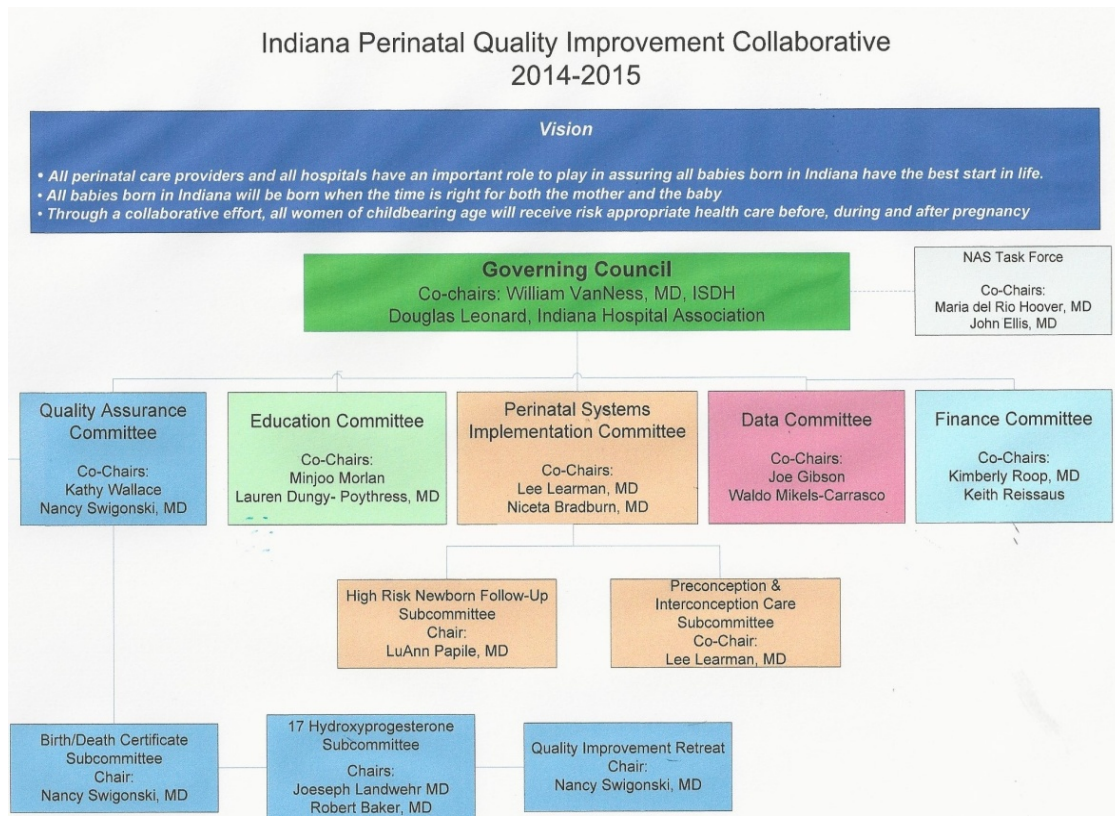 Indiana Perinatal Quality Improvement Collaborative
2014-2015
Vision
• All perinatal care providers and all hospitals have an important role to play in assuring all babies born in Indiana have the best start in life.
• All babies born in Indiana will be born when the time is right for both the mother and the baby
• Through a collaborative effort, all women of childbearing age will receive risk appropriate health care before, during and after pregnancy
Governing Council
Co-chairs: William VanNess, MD, ISDH
Douglas Leonard, Indiana Hospital Association
NAS Task Force
Co-Chairs:
Maria del Rio Hoover, MD
John Ellis, MD
Quality Assurance
Committee
Co-Chairs:
Kathy Wallace
Nancy Swigonski, MD
Education Committee
Co-Chairs:
Minjoo Morlan
Lauren Dungy- Poythress, MD
Perinatal Systems
Implementation Committee
Co-Chairs:
Lee Learman, MD
Niceta Bradburn, MD
Data Committee
Co-Chairs:
Joe Gibson
Waldo Mikels-Carrasco
Finance Committee
Co-Chairs:
Kimberly Roop, MD
Keith Reissaus
High Risk Newborn Follow-Up
Subcommittee
Chair:
LuAnn Papile, MD
Preconception &
Interconception Care
Subcommittee
Co-Chair:
Lee Learman, MD
Birth/Death Certificate
Subcommittee
Chair:
Nancy Swigonski, MD
17 Hydroxyprogesterone
Subcommittee
Chairs:
Joeseph Landwehr MD
Robert Baker, MD
Quality Improvement Retreat
Chair:
Nancy Swigonski, MD